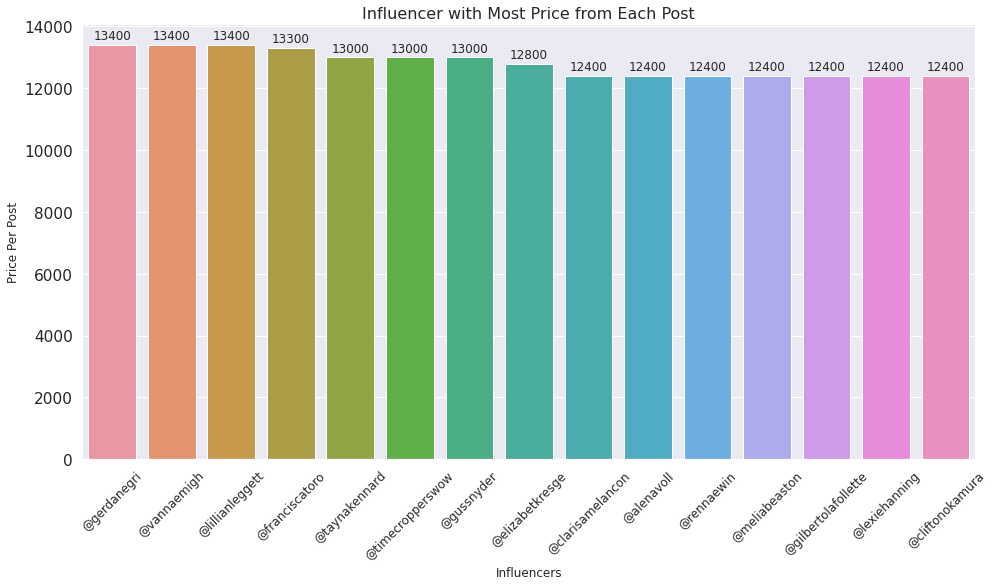 Influencer with Most Price from Each Post
14000
12000
10000
8000
6000
4000
2000
0
Price Per Post
13400 13400 13400 13300 13000 13000 13000 12800 12400 12400 12400 12400 12400 12400 12400
@gerdanegri
@vannaemigh
@lillianleggett
@franciscatoro
@taynakennard
@timecropperswow
@gussnyder
@elizabetkresge
@clarisamelancon
@alenavoll
@rennaewin
@meliabeaston
@gilbertolafollette
@lexiehanning
@cliftonokamura
Influencers